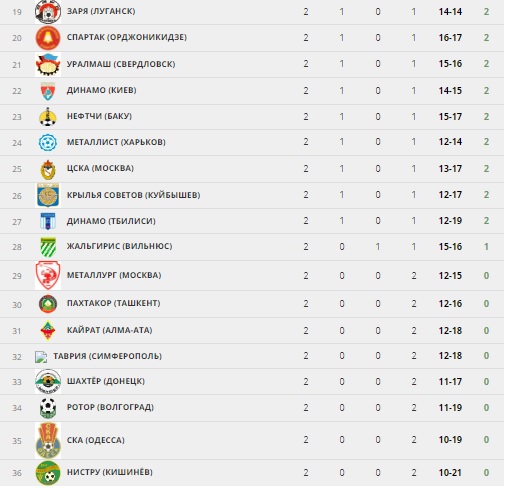 19 ЗАРЯ (ЛУГАНСК) 2 1 0 1 14-14 2
20 СПАРТАК (ОРДЖОНИКИДЗЕ) 2 1 0 1 16-17 2
21 УРАЛМАШ (СВЕРДЛОВСК) 2 1 0 1 15-16 2
22 ДИНАМО (КИЕВ) 2 1 0 1 14-15 2
23 НЕФТЧИ (БАКУ) 2 1 0 1 15-17 2
24 МЕТАЛЛИСТ (ХАРЬКОВ) 2 1 0 1 12-14 2
25 ЦСКА (МОСКВА) 2 1 0 1 13-17 2
26 КРЫЛЬЯ СОВЕТОВ (КУЙБЫШЕВ) 2 1 0 1 12-17 2
27 ДИНАМО (ТБИЛИСИ) 2 1 0 1 12-19 2
28 ЖАЛЬГИРИС (ВИЛЬНЮС) 2 0 1 1 15-16 1
29 МЕТАЛЛУРГ (МОСКВА) 2 0 0 2 12-15 0
30 ПАХТАКОР (ТАШКЕНТ) 2 0 0 2 12-16 0
31 КАЙРАТ (АЛМА-АТА) 2 0 0 2 12-18 0
32 ТАВРИЯ (СИМФЕРОПОЛЬ) 2 0 0 2 12-18 0
33 ШАХТЁР (ДОНЕЦК) 2 0 0 2 11-17 0
34 РОТОР (ВОЛГОГРАД) 2 0 0 2 11-19 0
35 СКА (ОДЕССА) 2 0 0 2 10-19 0
36 НИСТРУ (КИШИНЁВ) 2 0 0 2 10-21 0